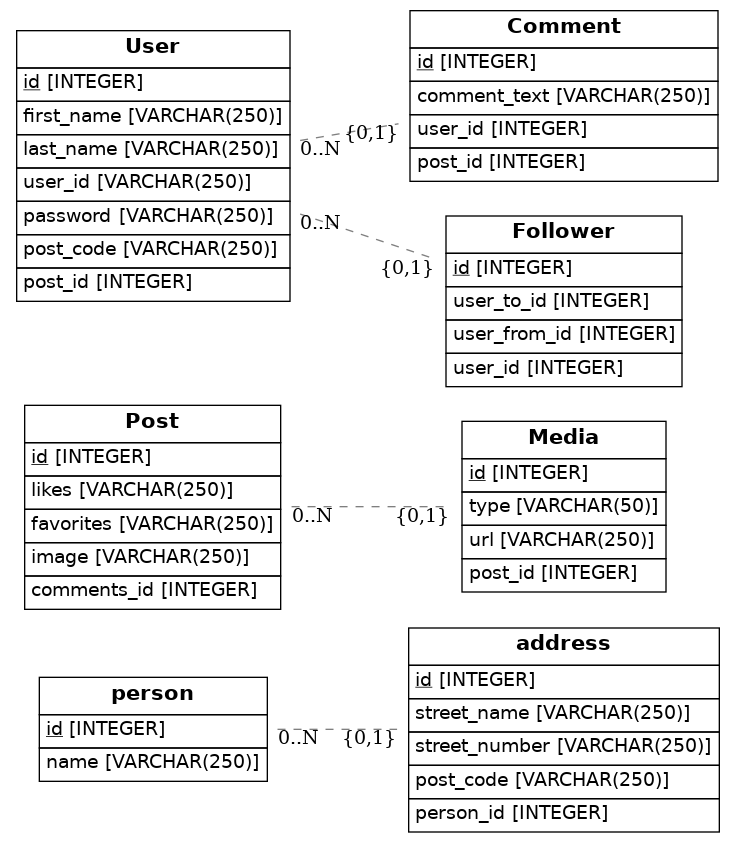 User
id [INTEGER]
first_name [VARCHAR(250)]
last_name [VARCHAR(250)]
user_id [VARCHAR(250)]
password [VARCHAR(250)]
post_code [VARCHAR(250)]
post_id [INTEGER]
0..N
{0,1}
Comment
id [INTEGER]
comment_text [VARCHAR(250)]
user_id [INTEGER]
post_id [INTEGER]
0..N
{0,1}
Follower
id [INTEGER]
user_to_id [INTEGER]
user_from_id [INTEGER]
user_id [INTEGER]
Post
id [INTEGER]
likes [VARCHAR(250)]
favorites [VARCHAR(250)]
image [VARCHAR(250)]
comments_id [INTEGER]
0..N
{0,1}
Media
id [INTEGER]
type [VARCHAR(50)]
url [VARCHAR(250)]
post_id [INTEGER]
person
id [INTEGER]
name [VARCHAR(250)]
0..N
{0,1}
address
id [INTEGER]
street_name [VARCHAR(250)]
street_number [VARCHAR(250)]
post_code [VARCHAR(250)]
person_id [INTEGER]